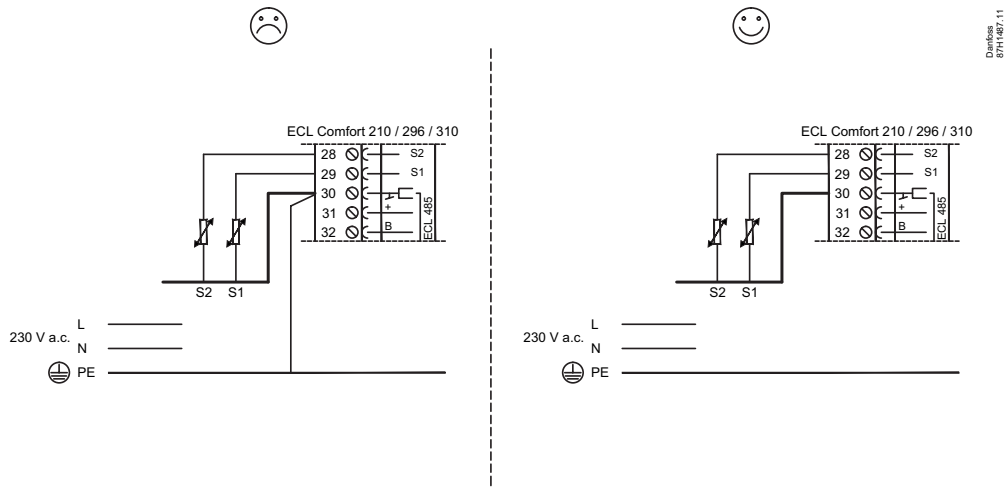 Danfoss
87H1487.11
ECL Comfort 210 / 296 / 310
28 S2
29 S1
30
31 +
32 B
ECL 485
S2 S1
L
230 V a.c.
N
PE
ECL Comfort 210 / 296 / 310
28 S2
29 S1
30
31 +
32 B
ECL 485
S2 S1
L
230 V a.c.
N
PE